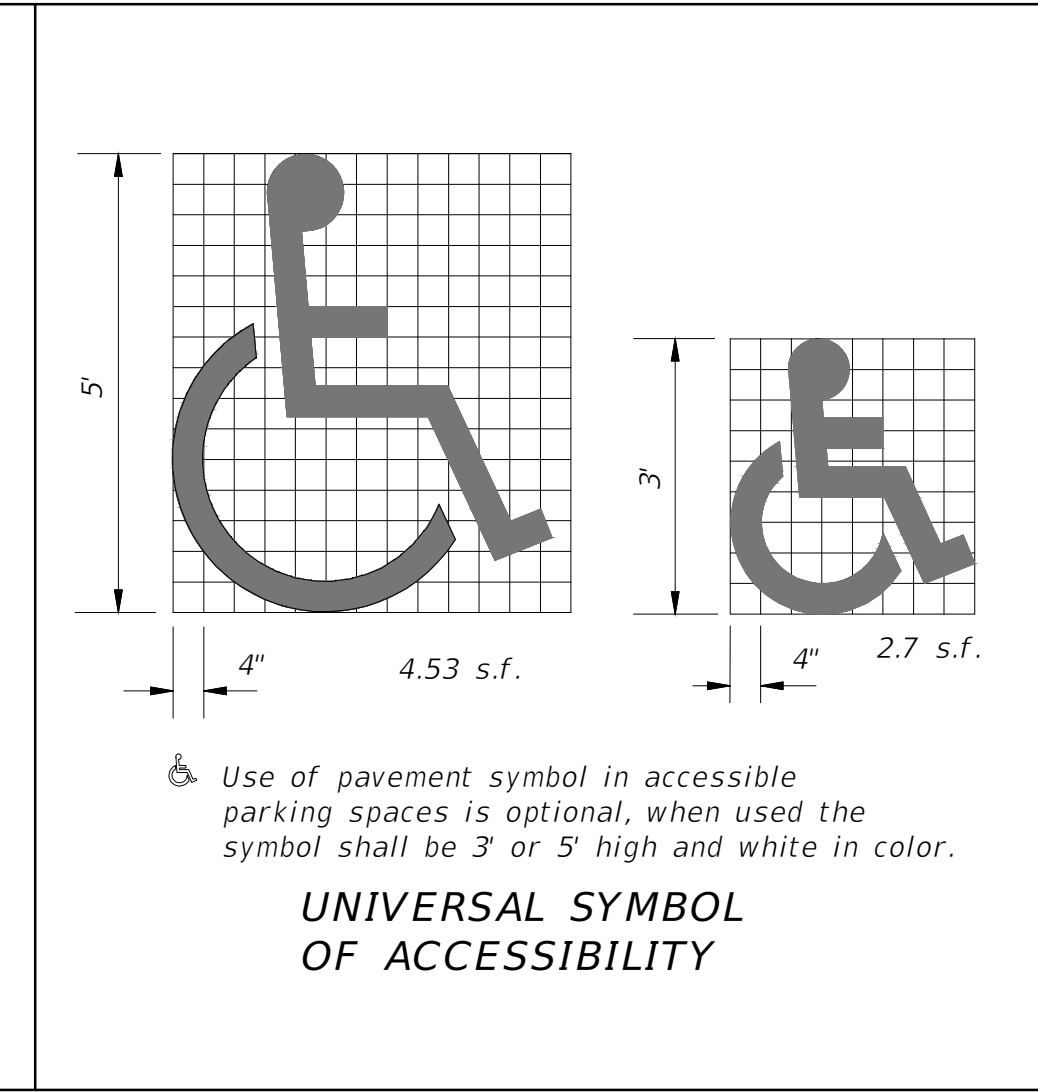 5'
3'
4"
4.53 s.f.
4"
2.7 s.f.
Use of pavement symbol in accessible
parking spaces is optional, when used the
symbol shall be 3' or 5' high and white in color.
UNIVERSAL SYMBOL
OF ACCESSIBILITY